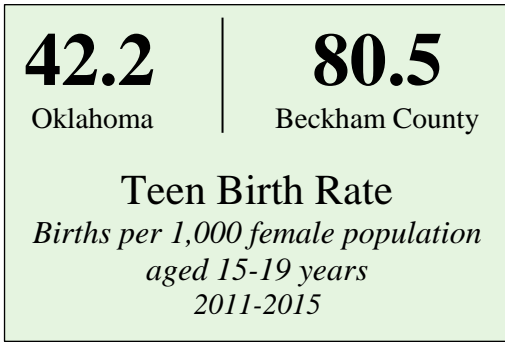 42.2
Oklahoma
80.5
Beckham County
Teen Birth Rate
Births per 1,000 female population
aged 15-19 years
2011-2015